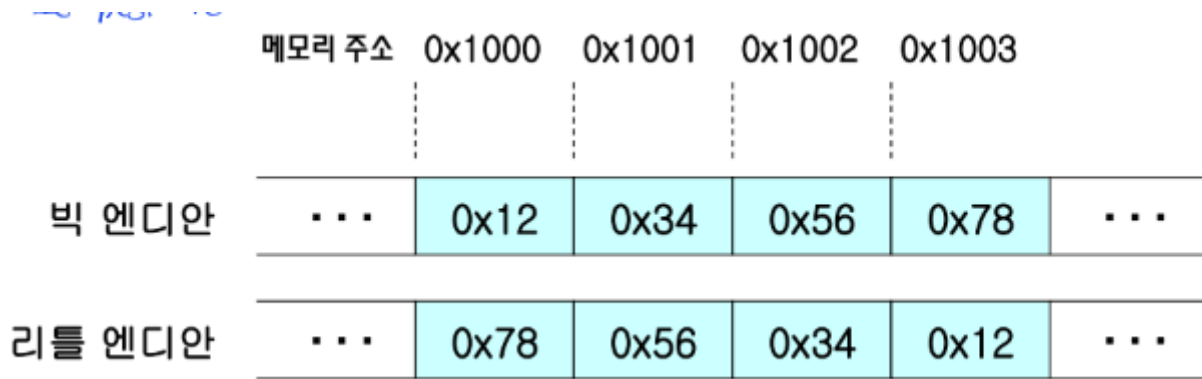 메모리 주소 0x1000 0x1001 0x1002 0x1003
빅 엔디안 ··· 0x12 0x34 0x56 0x78 ···
리틀 엔디안 ··· 0x78 0x56 0x34 0x12 ···